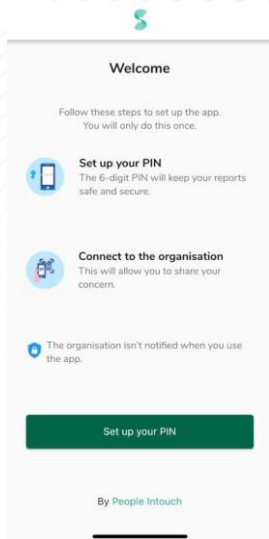 Welcome
Follow these steps to set up the app.
You will only do this once.
Set up your PIN
The 6-digit PIN will keep your reports
safe and secure.
Connect to the organisation
This will allow you to share your
concern.
The organisation isn't notified when you use
the app.
Set up your PIN
By People Intouch